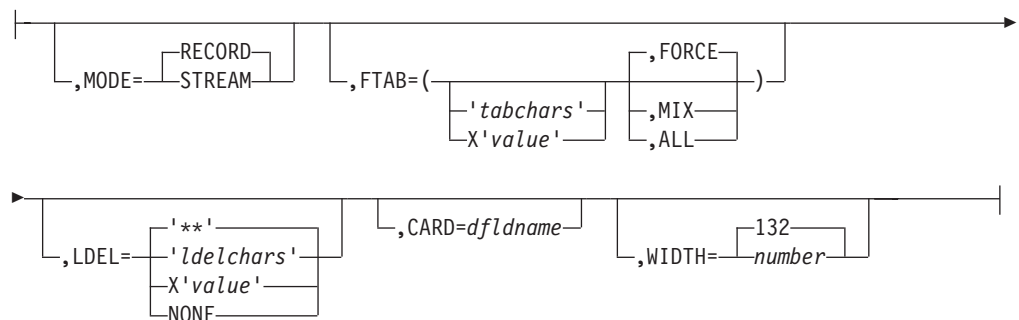 RECORD
,MODE= STREAM
,FORCE
,FTAB=( )
'tabchars' ,MIX
X'value' ,ALL
'**' 132
,LDEL= 'ldelchars' ,CARD=dfldname ,WIDTH= number
X'value'
NONE